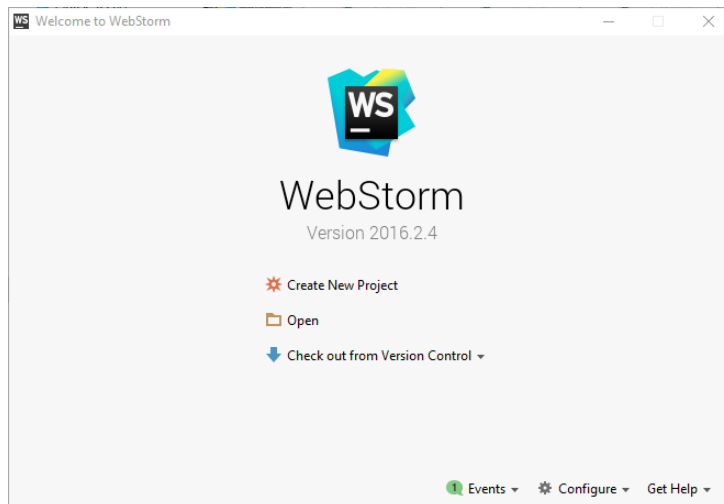 WS Welcome to WebStorm
WS
WebStorm
Version 2016.2.4
Create New Project
Open
Check out from Version Control
1 Events Configure Get Help